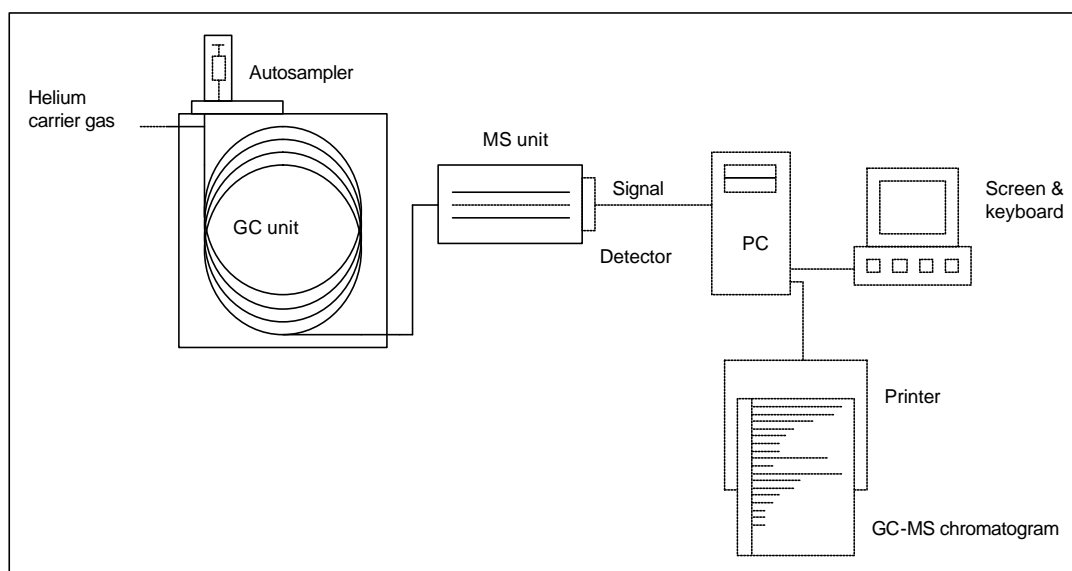 Autosampler
Helium
carrier gas
MS unit
GC unit
Signal
Detector
PC
Screen &
keyboard
Printer
GC-MS chromatogram